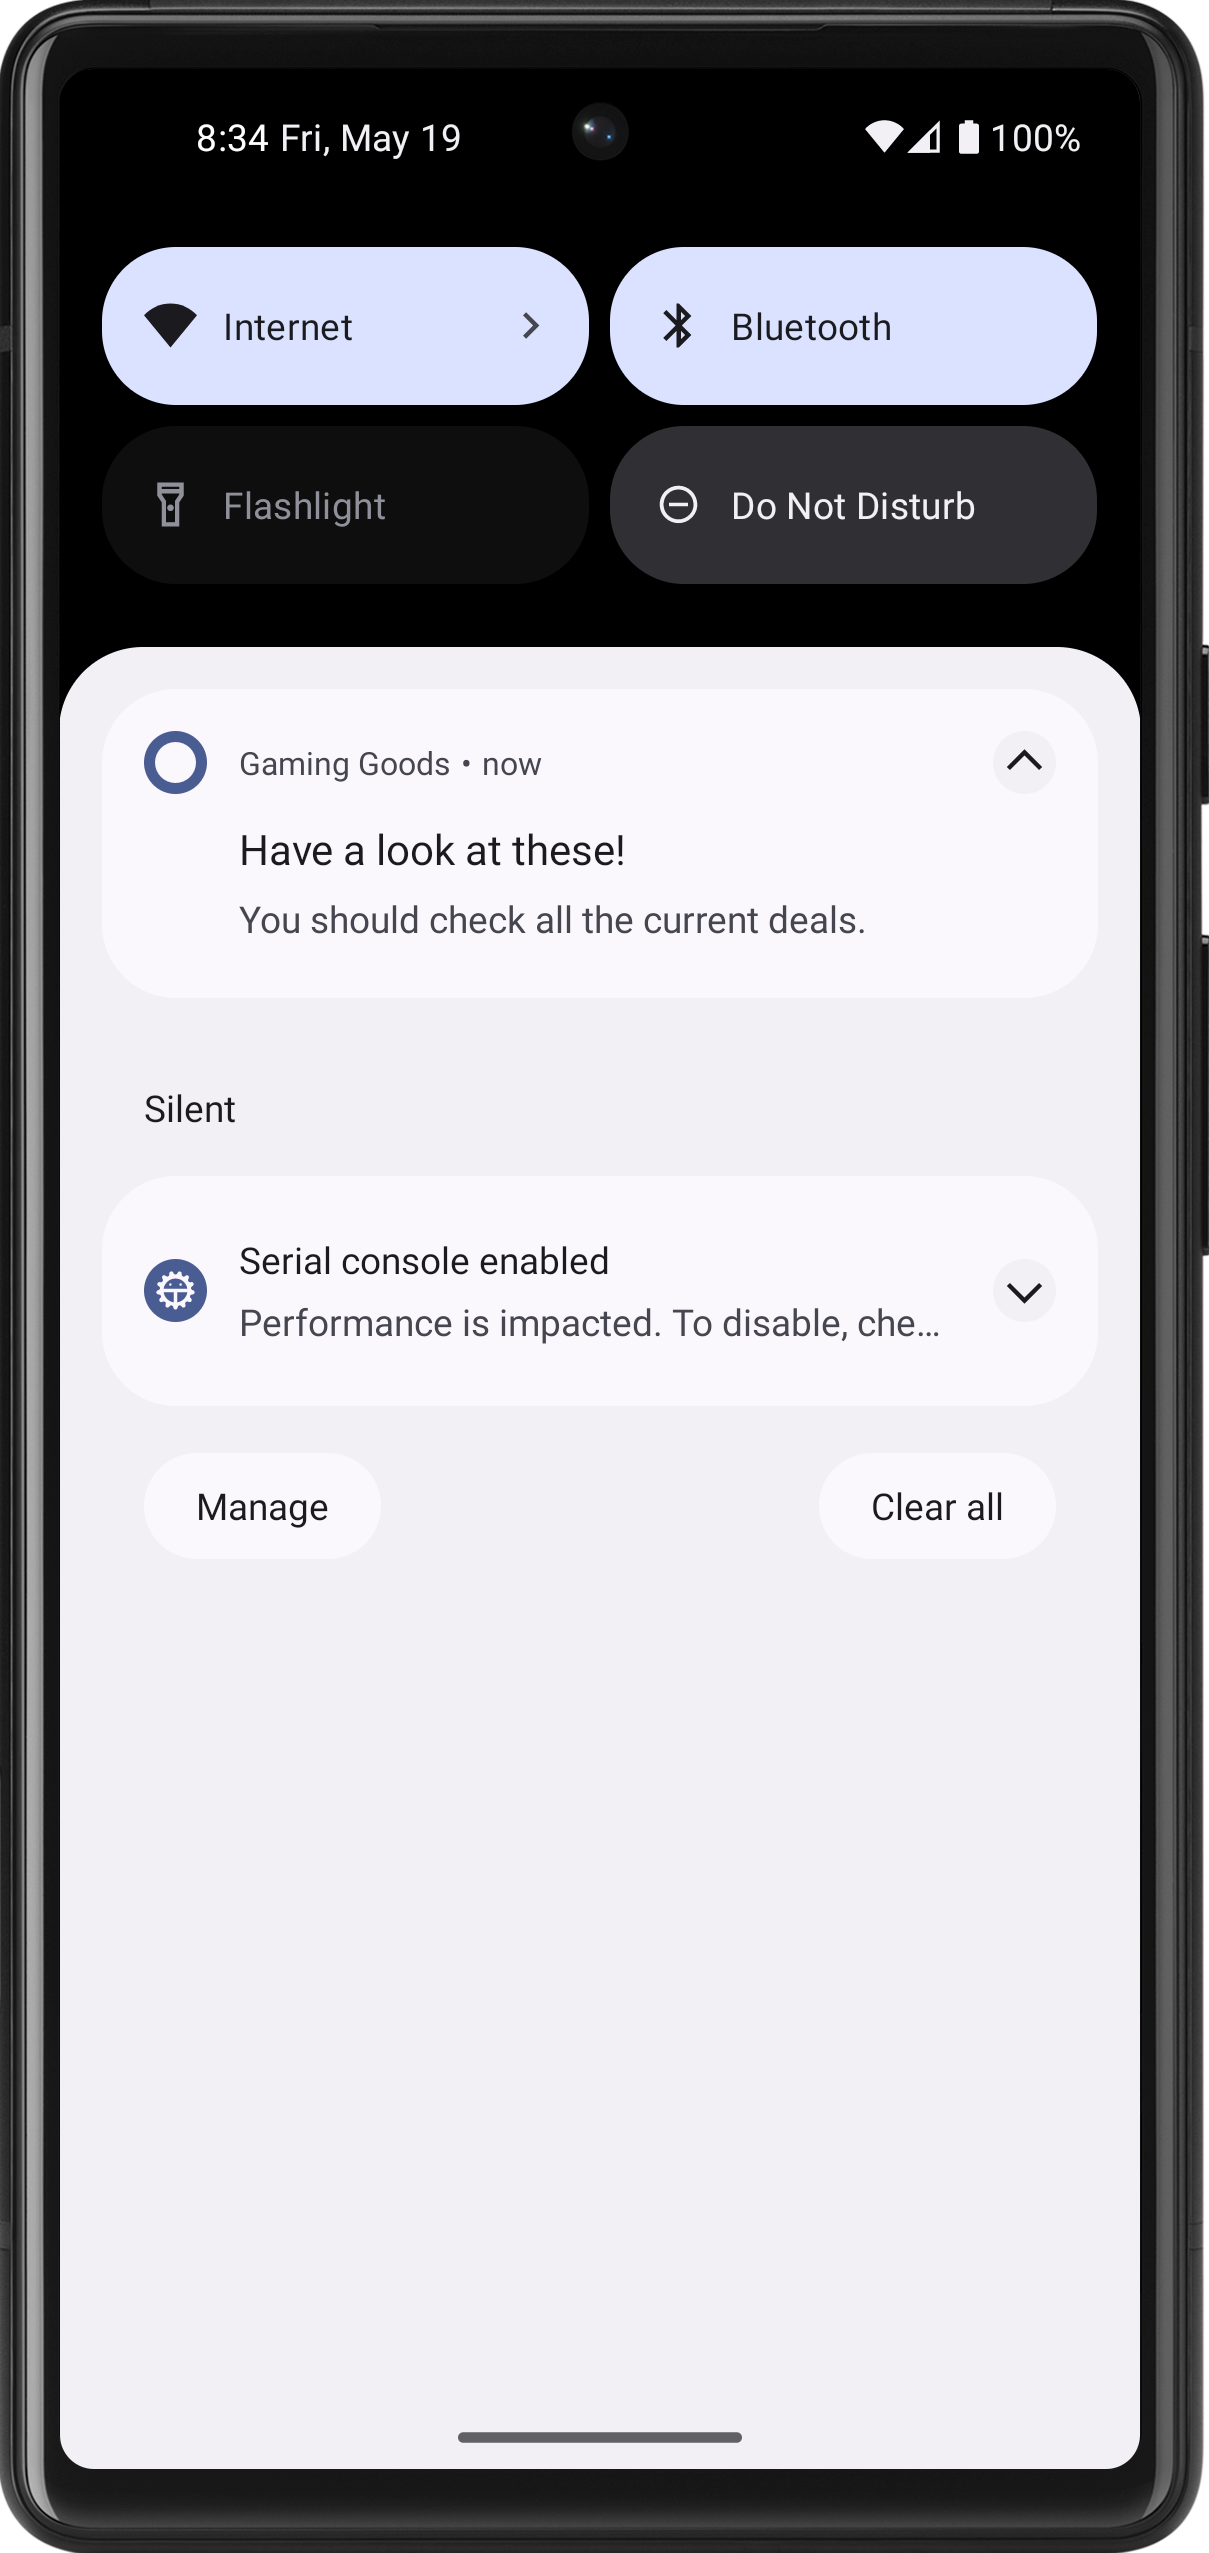 8:34 Fri, May 19 100%
Internet
Bluetooth
Flashlight
Do Not Disturb
Gaming Goods • now
Have a look at these!
You should check all the current deals.
Silent
Serial console enabled
Performance is impacted. To disable, che…
Manage
Clear all